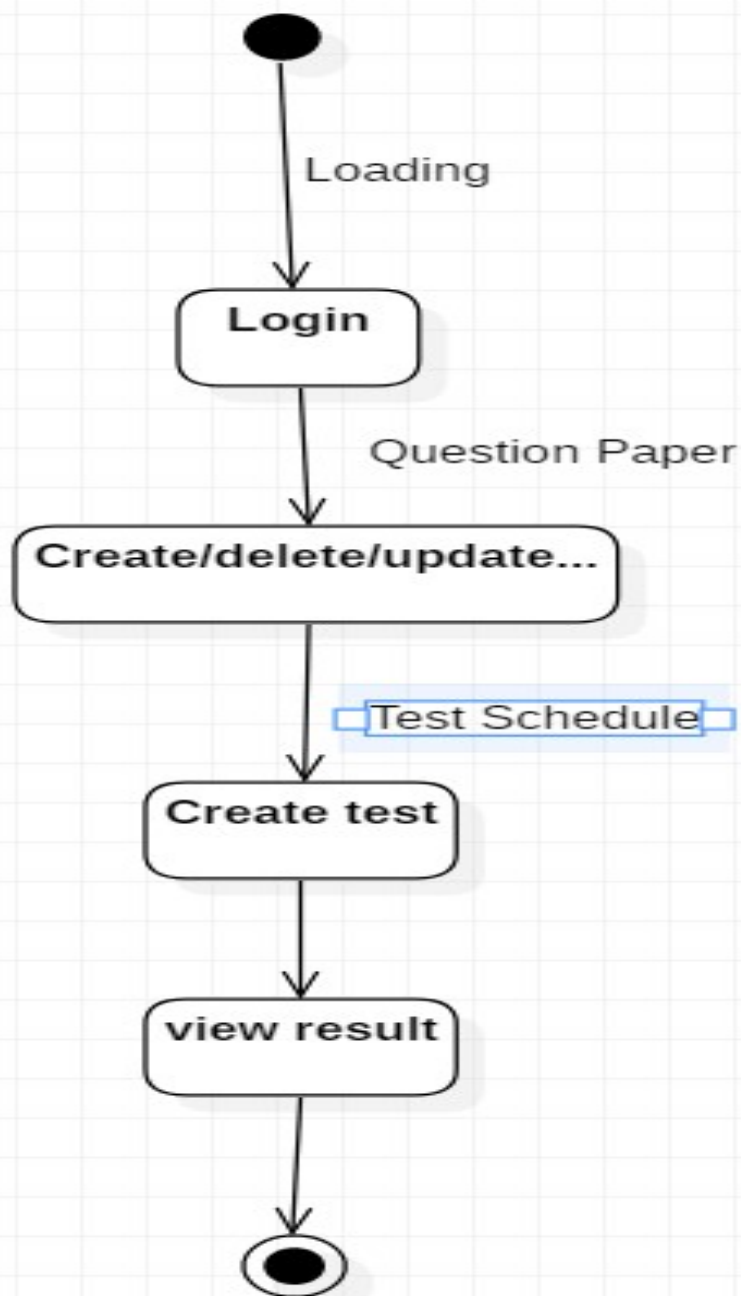 Loading
Login
Question Paper
Create/delete/update...
Test Schedule
Create test
view result